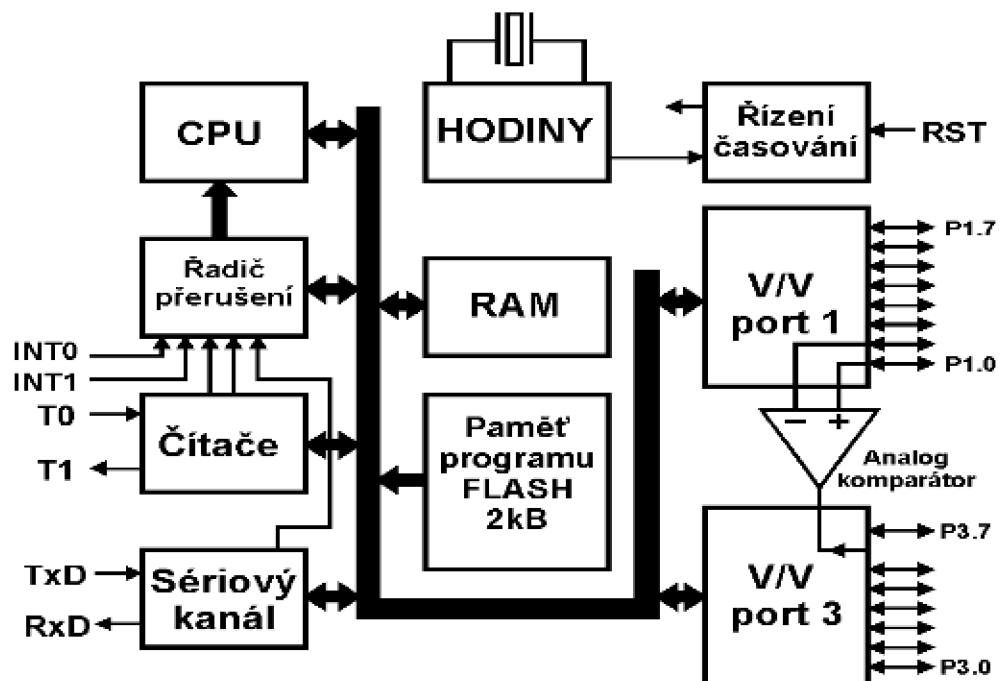 CPU
HODINY
Řízení
časování
RST
Řadič
přerušení
RAM
V/V
port 1
P1.7
P1.0
INT0
INT1
T0
T1
Čítače
Paměť
programu
FLASH
2kB
− +
Analog
komparátor
TxD
RxD
Sériový
kanál
V/V
port 3
P3.7
P3.0